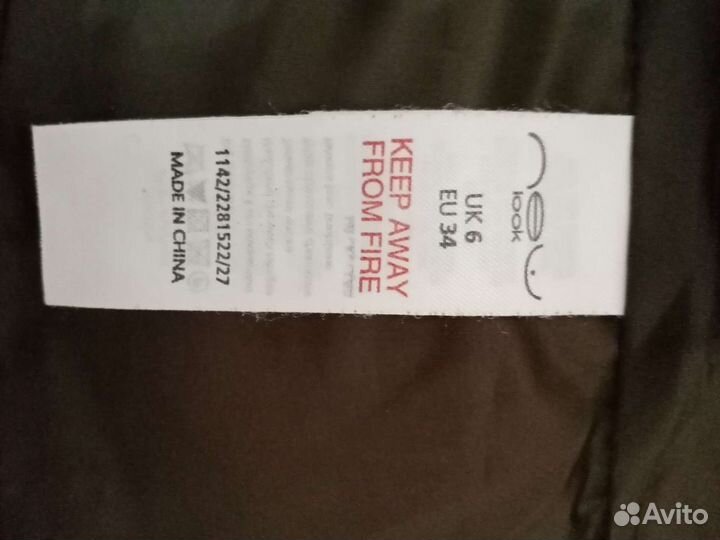 new
look
UK 6
EU 34
KEEP AWAY
FROM FIRE
1142/2281522/27
MADE IN CHINA
Avito